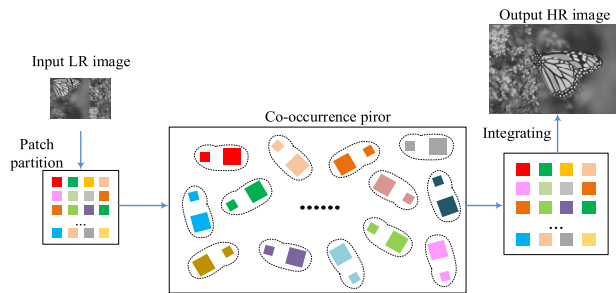 Output HR image
Input LR image
Co-occurrence piror
Integrating
Patch
partition
...
......
...